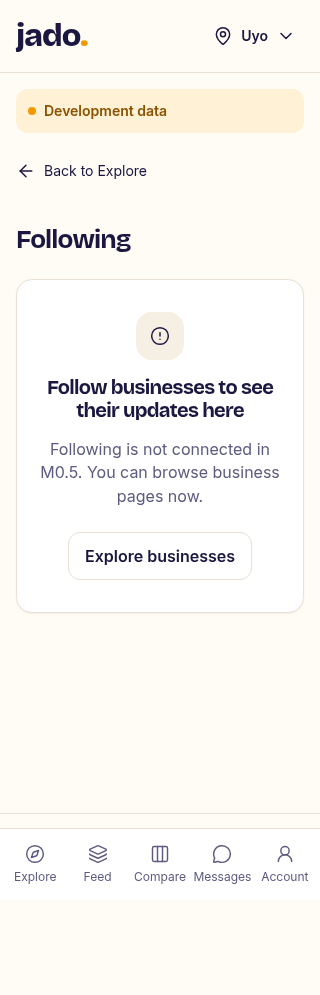 jado.
Uyo
Development data
Back to Explore
Following
Follow businesses to see
their updates here
Following is not connected in
M0.5. You can browse business
pages now.
Explore businesses
Explore
Feed
Compare
Messages
Account